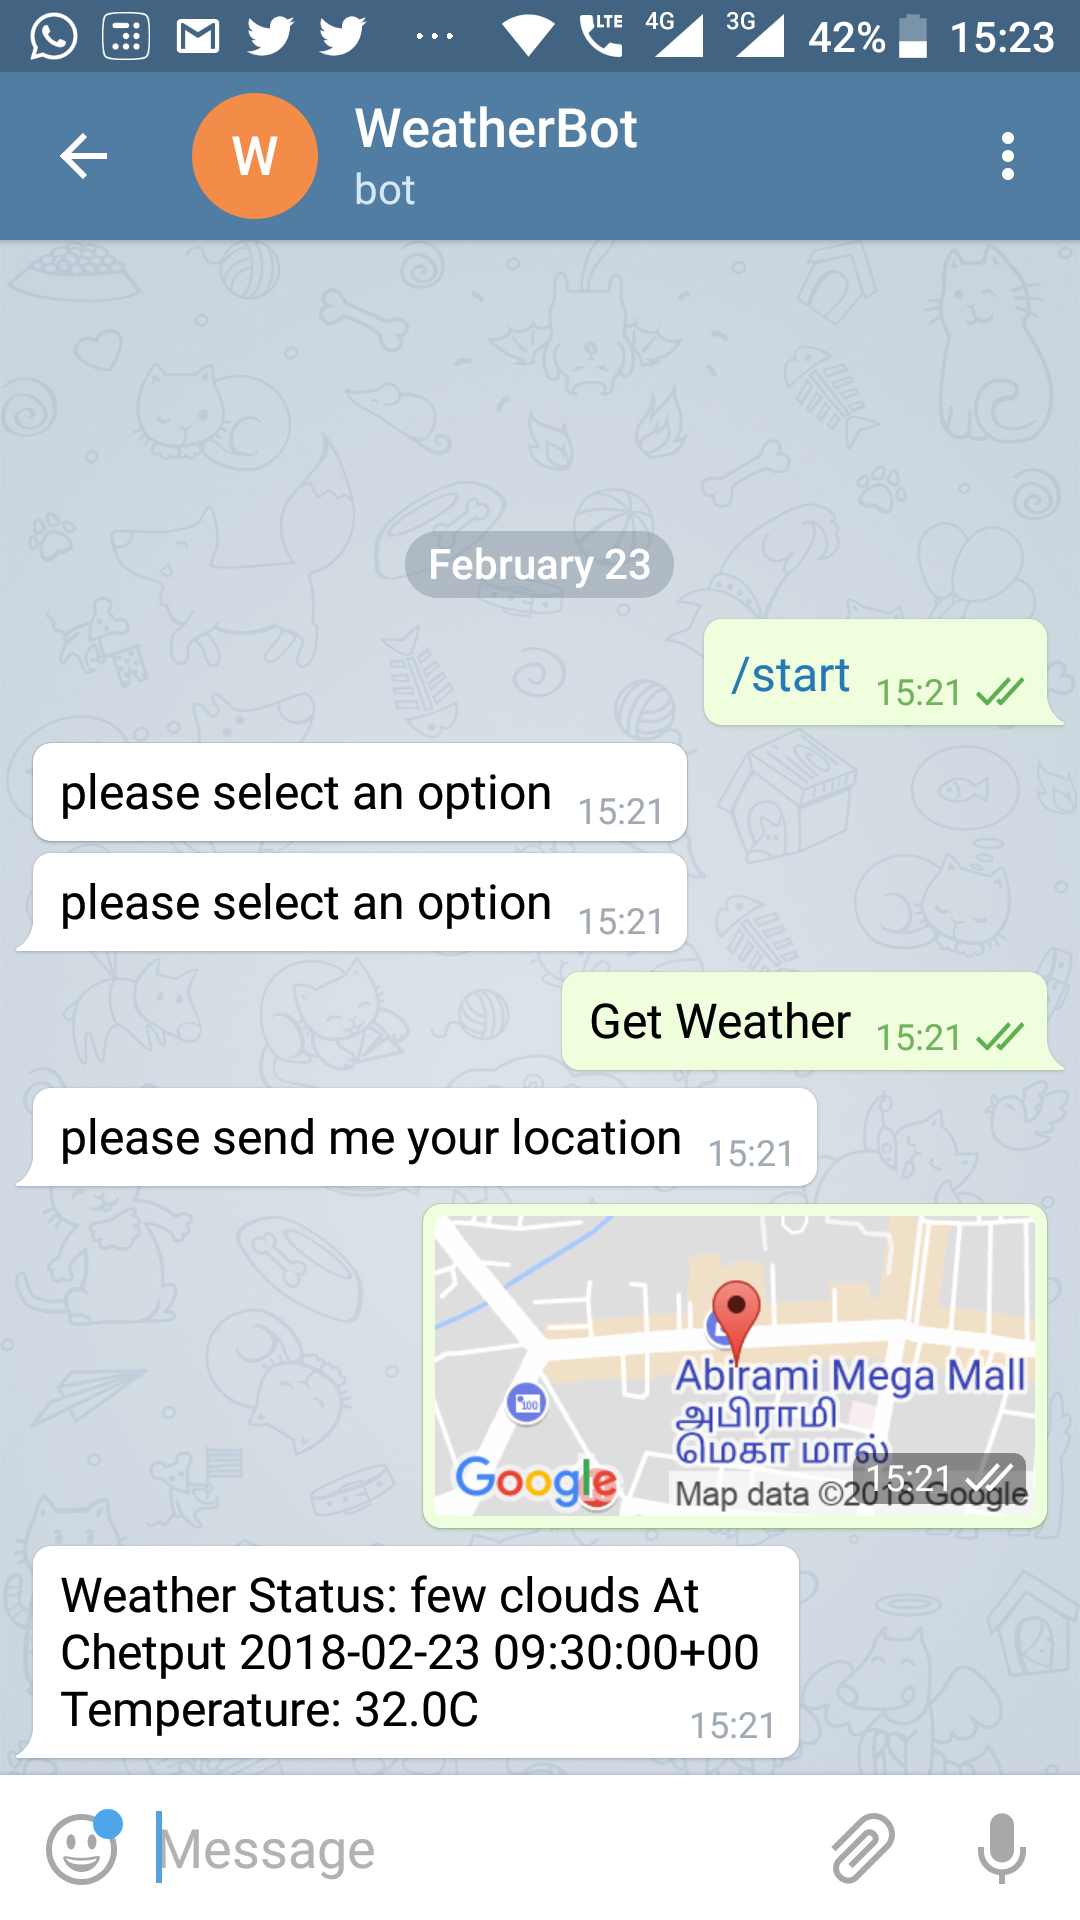 LTE 4G 3G 42% 15:23
W
WeatherBot
bot
February 23
/start 15:21
please select an option 15:21
please select an option 15:21
Get Weather 15:21
please send me your location 15:21
Abirami Mega Mall
அபிராமி
மெகா மால்
100
Google
Map data ©2018 Google
15:21
Weather Status: few clouds At
Chetput 2018-02-23 09:30:00+00
Temperature: 32.0C
15:21
Message